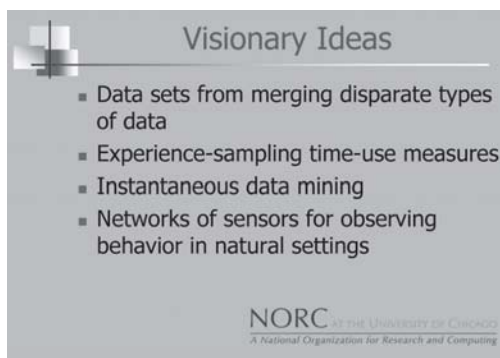 Visionary Ideas
▪ Data sets from merging disparate types
of data
▪ Experience-sampling time-use measures
▪ Instantaneous data mining
▪ Networks of sensors for observing
behavior in natural settings
NORC AT THE UNIVERSITY OF CHICAGO
A National Organization for Research and Computing